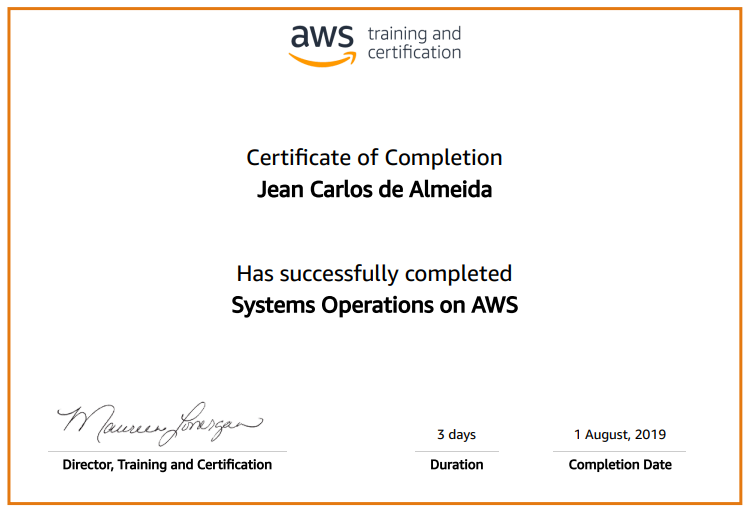 aws training and
certification
Certificate of Completion
Jean Carlos de Almeida
Has successfully completed
Systems Operations on AWS
Maureen Lonergan
Director, Training and Certification
3 days
Duration
1 August, 2019
Completion Date